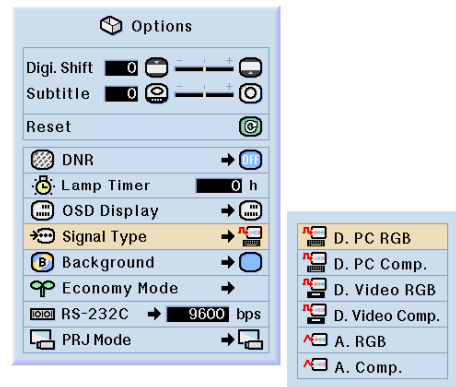 Options
Digi. Shift 0 - +
Subtitle 0 - +
Reset
DNR OFF
Lamp Timer 0 h
OSD Display
Signal Type
B Background
Economy Mode
RS-232C 9600 bps
PRJ Mode
D. PC RGB
D. PC Comp.
D. Video RGB
D. Video Comp.
A. RGB
A. Comp.